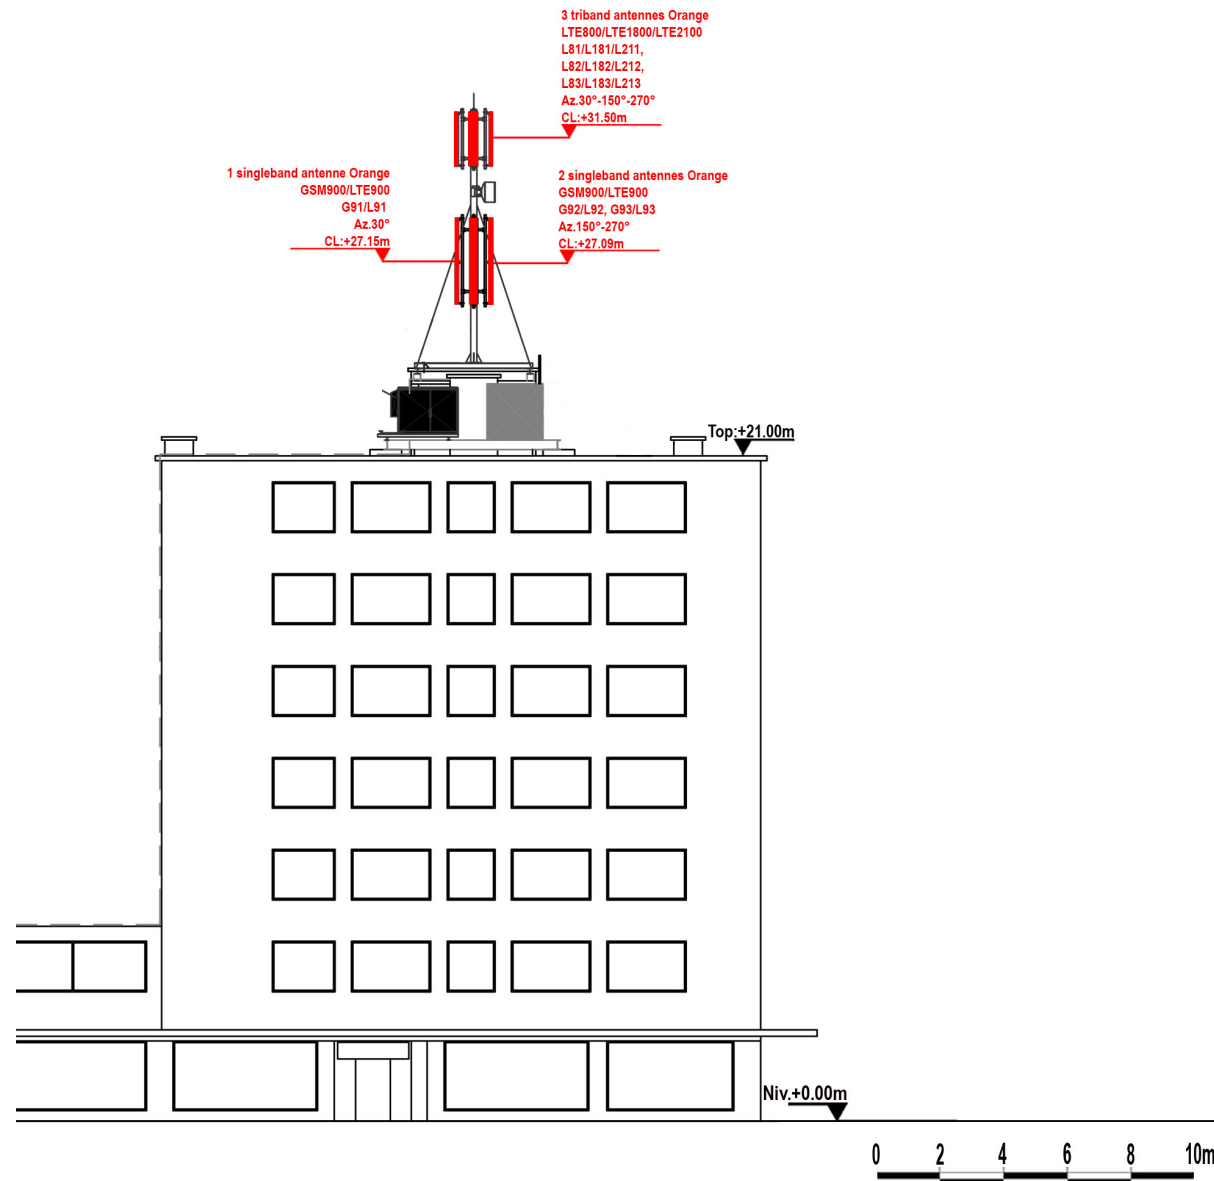 3 triband antennes Orange
LTE800/LTE1800/LTE2100
L81/L181/L211,
L82/L182/L212,
L83/L183/L213
Az.30°-150°-270°
CL:+31.50m
1 singleband antenne Orange
GSM900/LTE900
G91/L91
Az.30°
CL:+27.15m
2 singleband antennes Orange
GSM900/LTE900
G92/L92, G93/L93
Az.150°-270°
CL:+27.09m
Top:+21.00m
Niv.+0.00m
0 2 4 6 8 10m